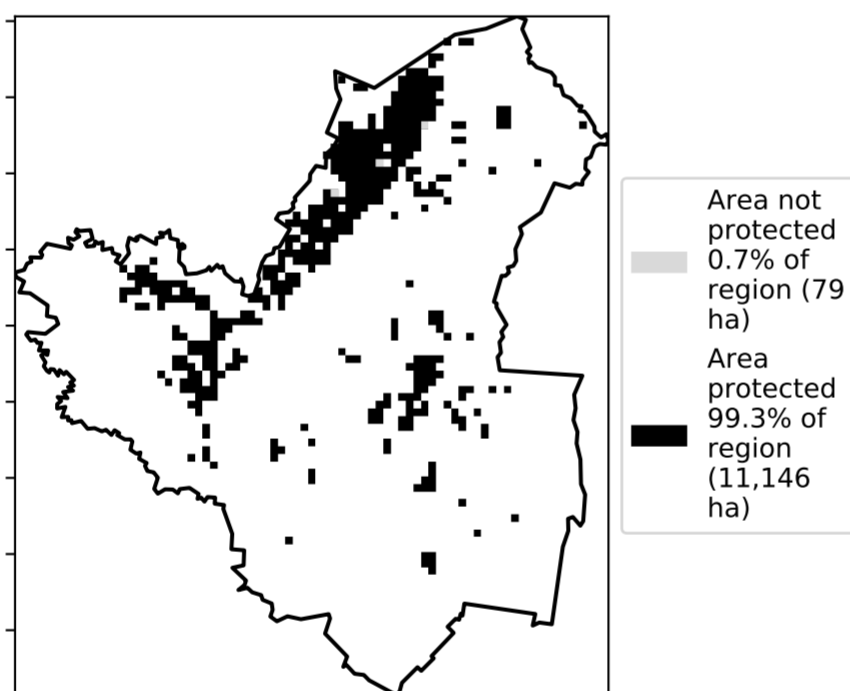 Area not
protected
0.7% of
region (79
ha)
Area
protected
99.3% of
region
(11,146
ha)